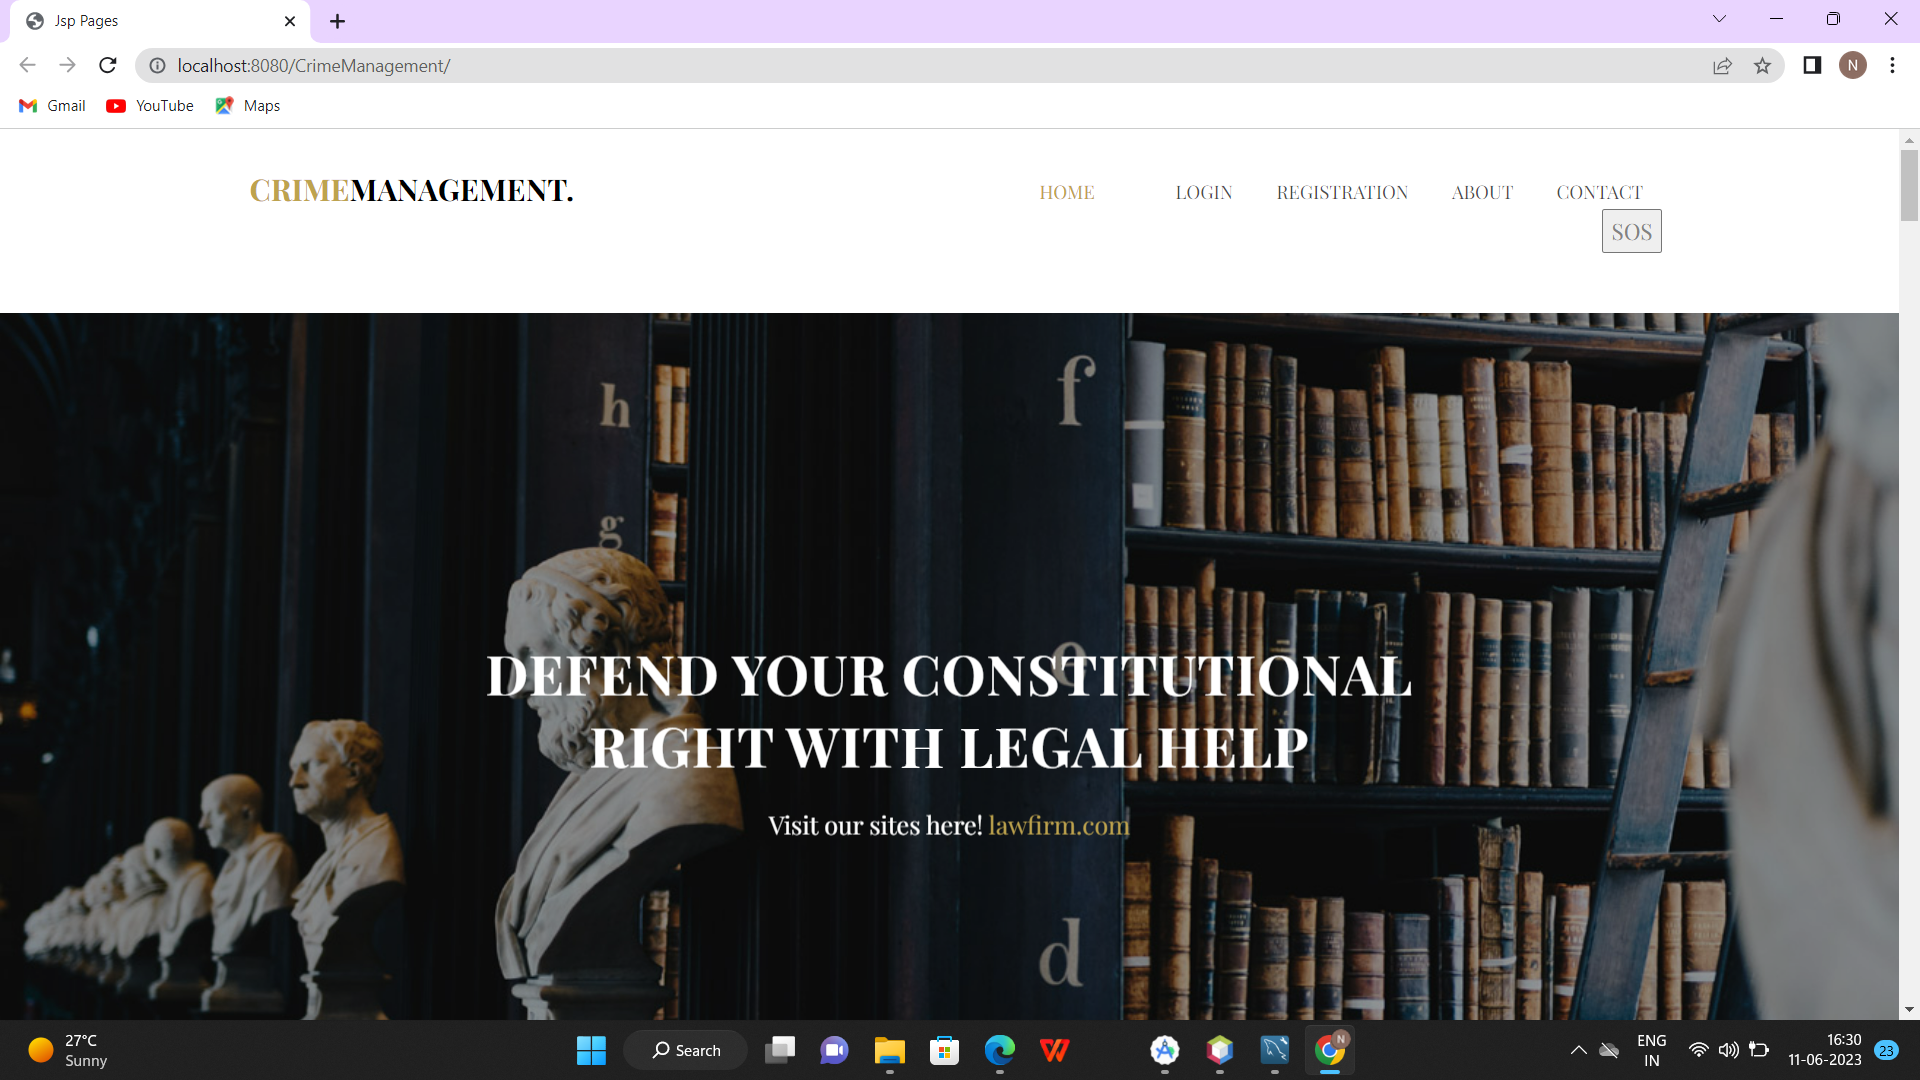 Jsp Pages
localhost:8080/CrimeManagement/
N
Gmail YouTube Maps
CRIMEMANAGEMENT. HOME LOGIN REGISTRATION ABOUT CONTACT
SOS
f
h
g
e
DEFEND YOUR CONSTITUTIONAL
RIGHT WITH LEGAL HELP
Visit our sites here! lawfirm.com
d
27°C
Sunny
Search
N
ENG
IN
16:30
11-06-2023
23